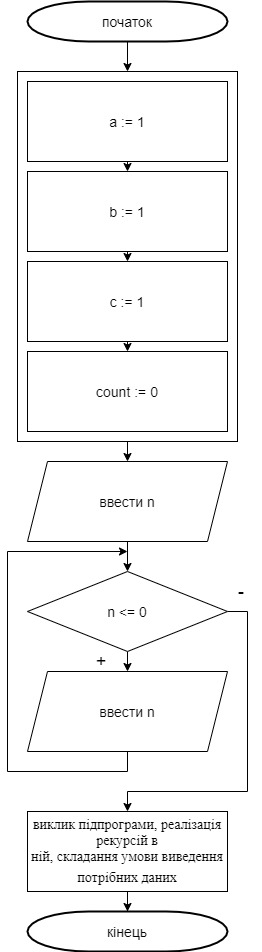 початок
a := 1
b := 1
c := 1
count := 0
ввести n
n <= 0
-
+
ввести n
виклик підпрограми, реалізація
рекурсій в
ній, складання умови виведення
потрібних даних
кінець